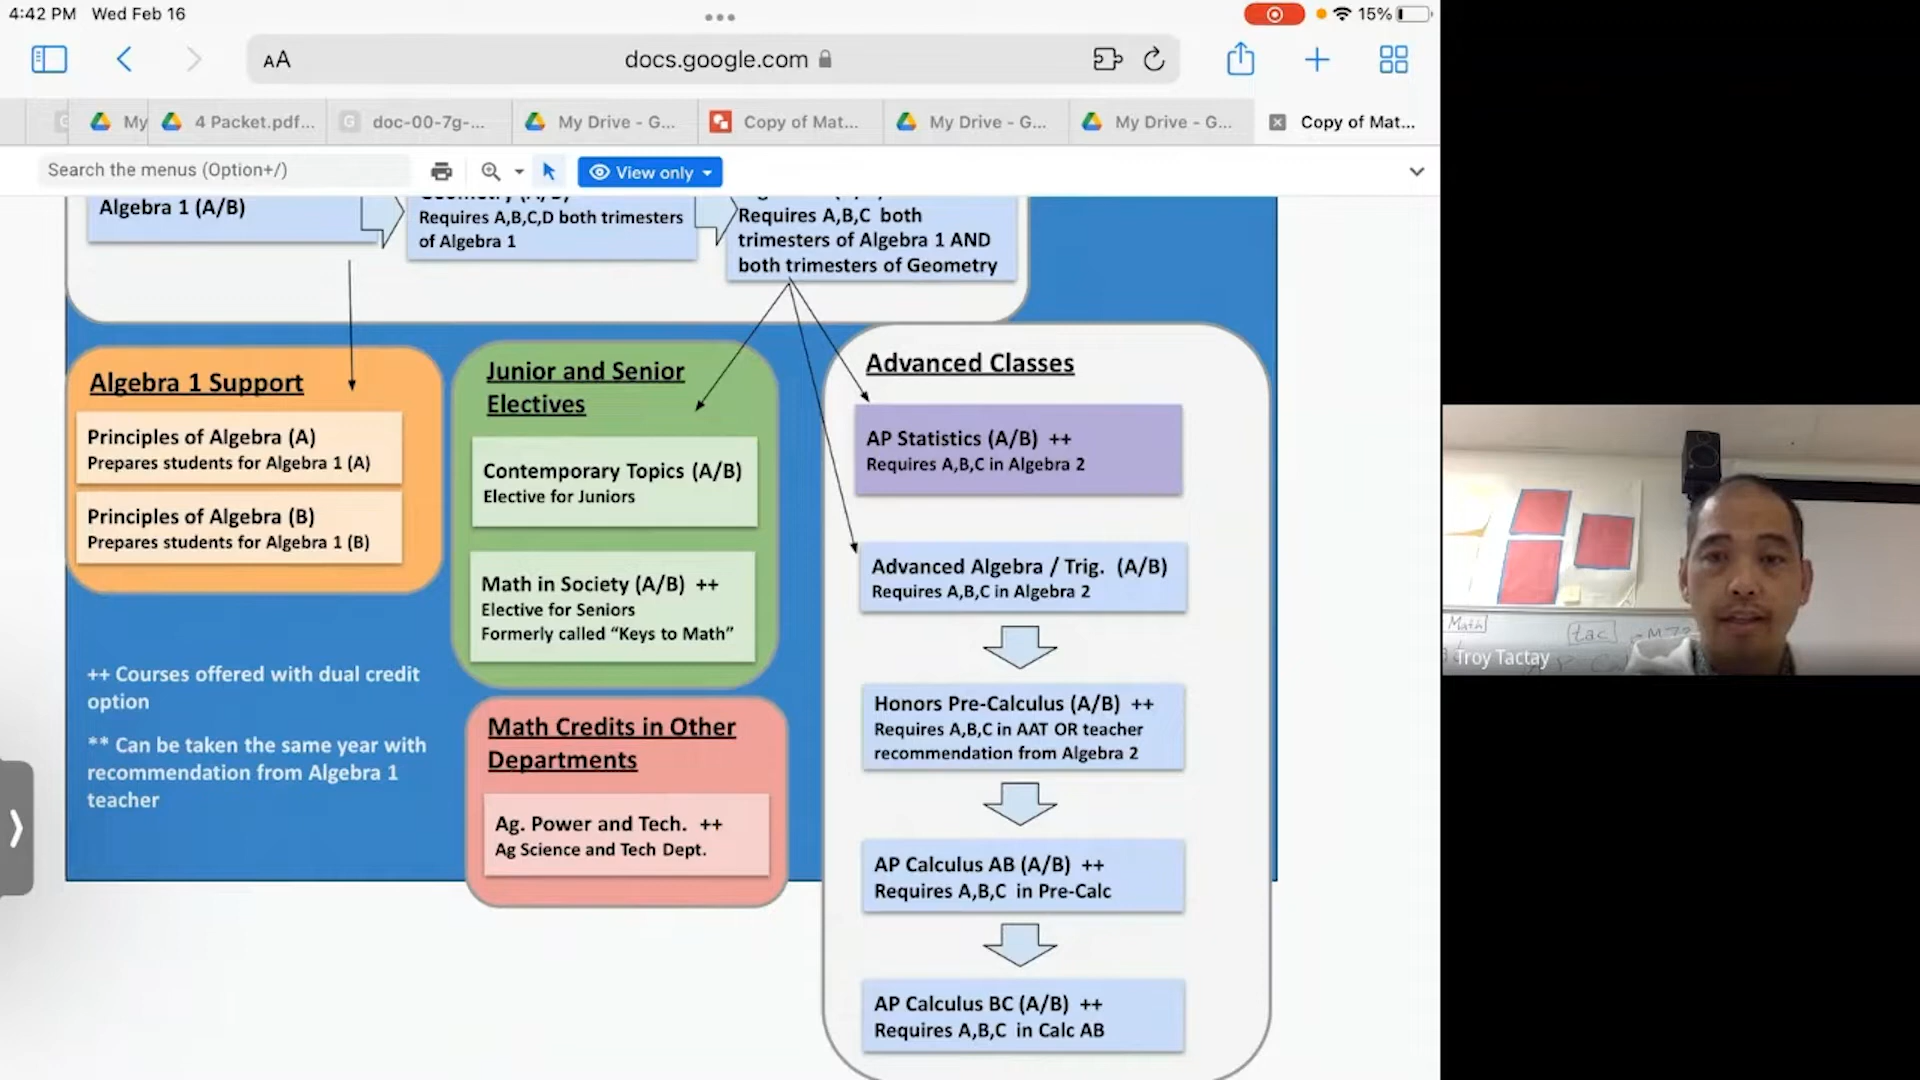 4:42 PM Wed Feb 16
15%
AA
docs.google.com
My
4 Packet.pdf...
doc-00-7g-...
My Drive - G...
Copy of Mat...
My Drive - G...
My Drive - G...
Copy of Mat...
Search the menus (Option+/)
View only
Algebra 1 (A/B)
Requires A,B,C,D both trimesters
of Algebra 1
Requires A,B,C both
trimesters of Algebra 1 AND
both trimesters of Geometry
Algebra 1 Support
Principles of Algebra (A)
Prepares students for Algebra 1 (A)
Principles of Algebra (B)
Prepares students for Algebra 1 (B)
++ Courses offered with dual credit
option
** Can be taken the same year with
recommendation from Algebra 1
teacher
Junior and Senior
Electives
Contemporary Topics (A/B)
Elective for Juniors
Math in Society (A/B) ++
Elective for Seniors
Formerly called “Keys to Math”
Math Credits in Other
Departments
Ag. Power and Tech. ++
Ag Science and Tech Dept.
Advanced Classes
AP Statistics (A/B) ++
Requires A,B,C in Algebra 2
Advanced Algebra / Trig. (A/B)
Requires A,B,C in Algebra 2
Honors Pre-Calculus (A/B) ++
Requires A,B,C in AAT OR teacher
recommendation from Algebra 2
AP Calculus AB (A/B) ++
Requires A,B,C in Pre-Calc
AP Calculus BC (A/B) ++
Requires A,B,C in Calc AB
Math
tac
Troy Tactay